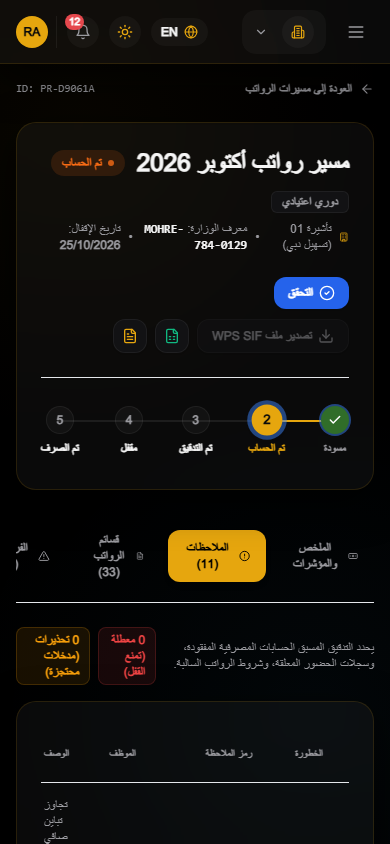 RA
12
EN
ID: PR-D9061A
العودة إلى مسيرات الرواتب
مسير رواتب أكتوبر 2026
تم الحساب
دوري اعتيادي
تأشيرة 01
(تسهيل نبي)
•
معرف الوزارة: MOHRE-
784-0129
•
تاريخ الإقفال:
25/10/2026
التحقق
تصدير ملف WPS SIF
2
3
4
5
مسودة
تم الحساب
تم التدقيق
مقفل
تم الصرف
الملخص
والمؤشرات
الملاحظات
(11)
قسائم
الرواتب
(33)
يحدد التدقيق المسبق الحسابات المصرفية المفقودة،
وسجلات الحضور المعلقة، وشروط الرواتب السالبة.
0 معطلة
(تمنع
القفل)
0 تحذيرات
(مدخلات
محتجزة)
الخطورة
رمز الملاحظة
الموظف
الوصف
تجاوز
تباين
صافي